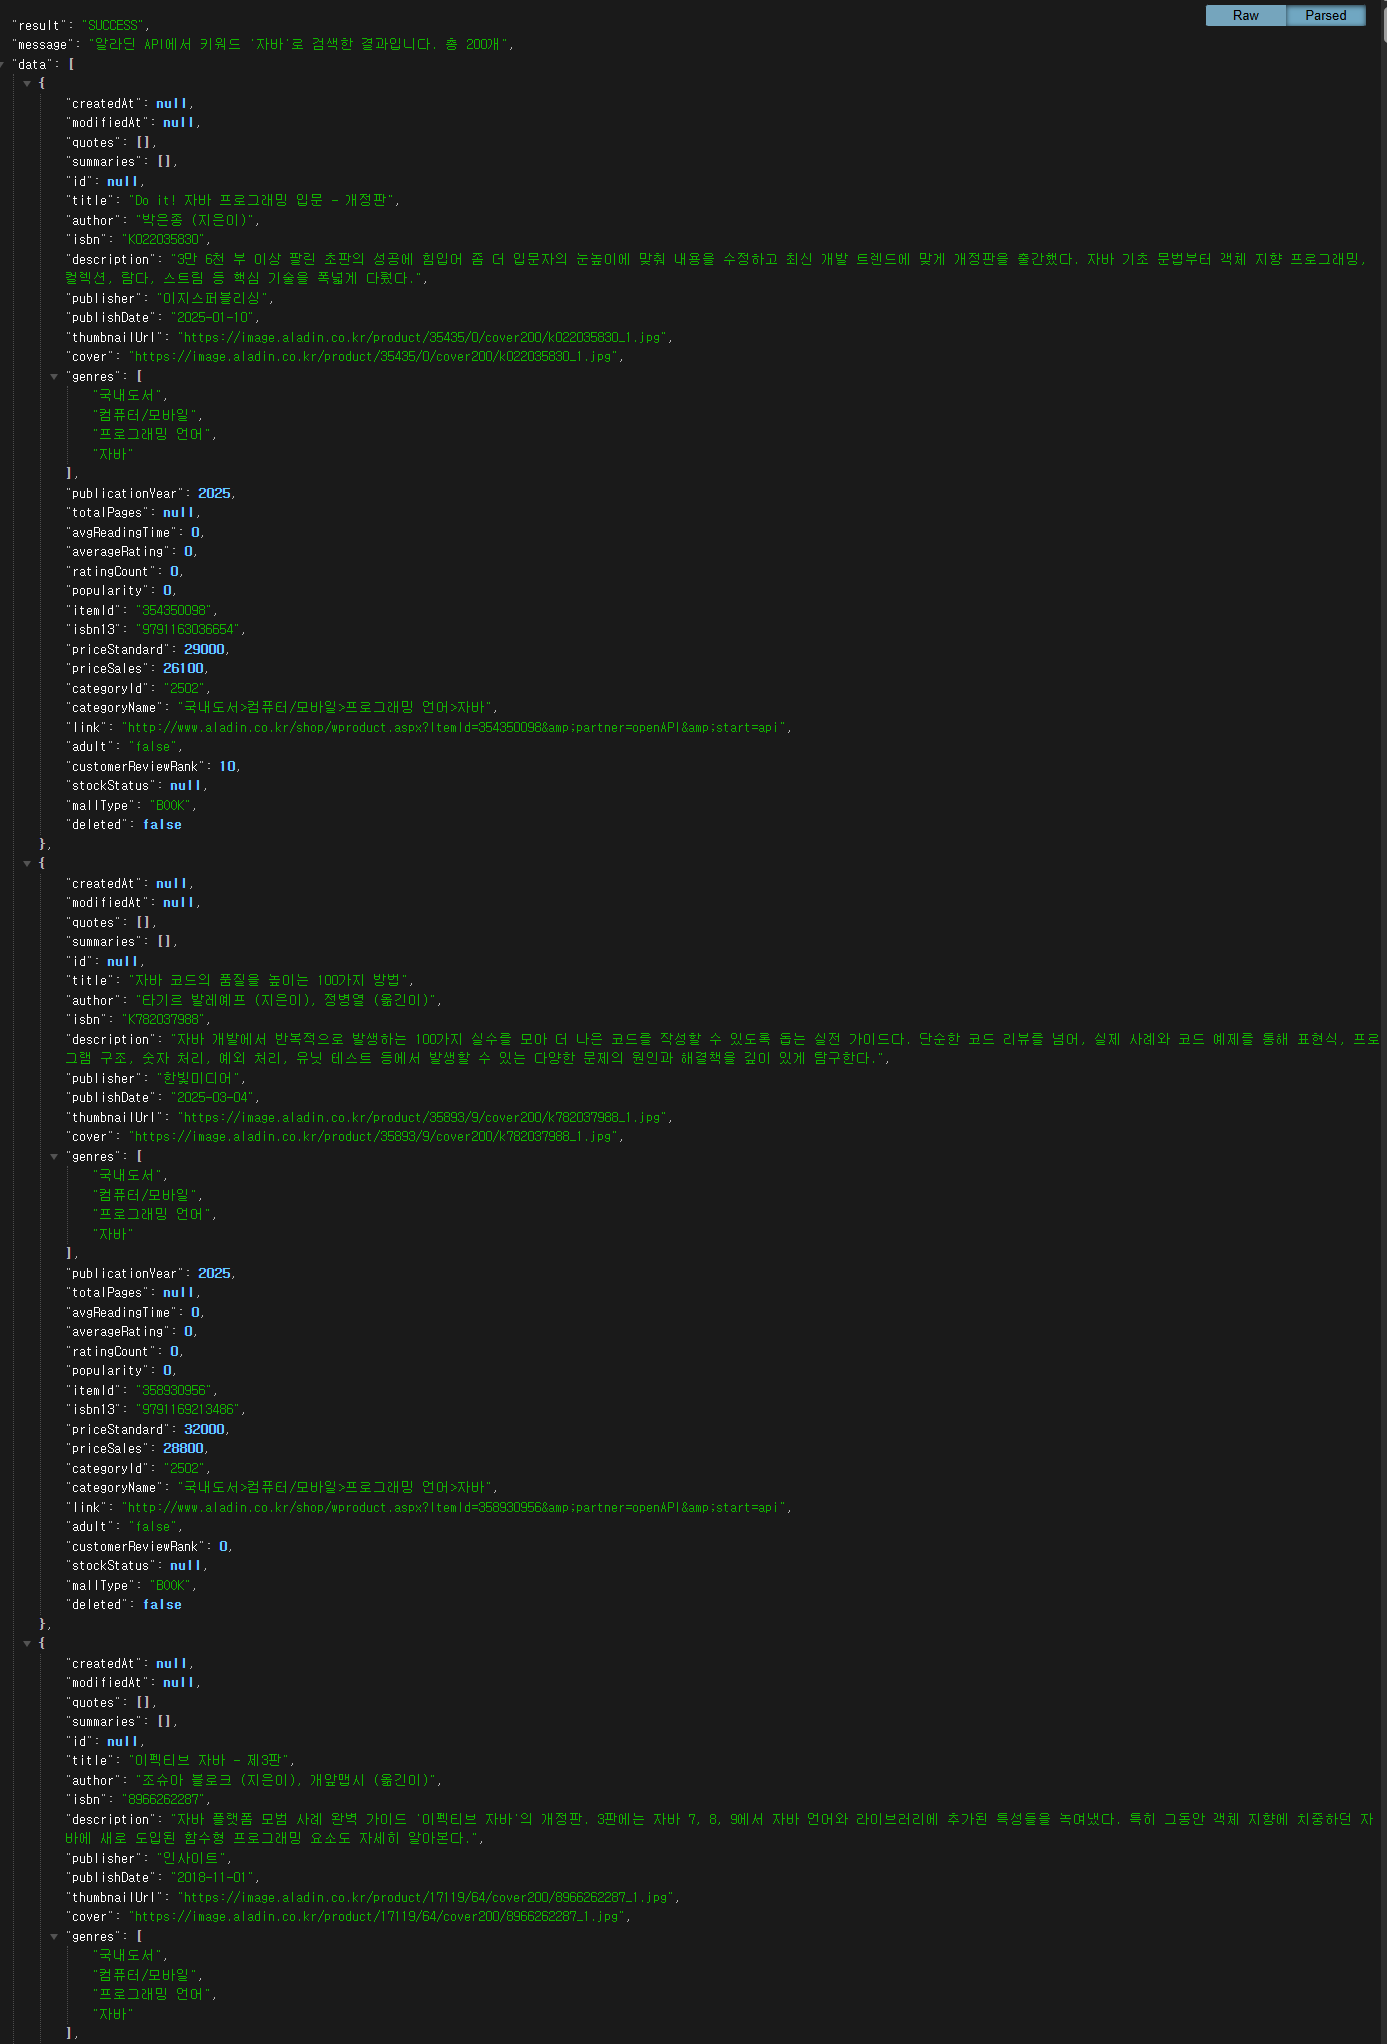 Raw Parsed
"result": "SUCCESS",
"message": "알라딘 API에서 키워드 '자바'로 검색한 결과입니다. 총 200개",
"data": [
{
"createdAt": null,
"modifiedAt": null,
"quotes": [],
"summaries": [],
"id": null,
"title": "Do it! 자바 프로그래밍 입문 - 개정판",
"author": "박은종 (지은이)",
"isbn": "K022035830",
"description": "3만 6천 부 이상 팔린 초판의 성공에 힘입어 좀 더 입문자의 눈높이에 맞춰 내용을 수정하고 최신 개발 트렌드에 맞게 개정판을 출간했다. 자바 기초 문법부터 객체 지향 프로그래밍,
컬렉션, 람다, 스트림 등 핵심 기술을 폭넓게 다뤘다.",
"publisher": "이지스퍼블리싱",
"publishDate": "2025-01-10",
"thumbnailUrl": "https://image.aladin.co.kr/product/35435/0/cover200/k022035830_1.jpg",
"cover": "https://image.aladin.co.kr/product/35435/0/cover200/k022035830_1.jpg",
"genres": [
"국내도서",
"컴퓨터/모바일",
"프로그래밍 언어",
"자바"
],
"publicationYear": 2025,
"totalPages": null,
"avgReadingTime": 0,
"averageRating": 0,
"ratingCount": 0,
"popularity": 0,
"itemId": "354350098",
"isbn13": "9791163036654",
"priceStandard": 29000,
"priceSales": 26100,
"categoryId": "2502",
"categoryName": "국내도서>컴퓨터/모바일>프로그래밍 언어>자바",
"link": "http://www.aladin.co.kr/shop/wproduct.aspx?ItemId=354350098&amp;partner=openAPI&amp;start=api",
"adult": "false",
"customerReviewRank": 10,
"stockStatus": null,
"mallType": "BOOK",
"deleted": false
},
{
"createdAt": null,
"modifiedAt": null,
"quotes": [],
"summaries": [],
"id": null,
"title": "자바 코드의 품질을 높이는 100가지 방법",
"author": "타기르 발레예프 (지은이), 정병열 (옮긴이)",
"isbn": "K782037988",
"description": "자바 개발에서 반복적으로 발생하는 100가지 실수를 모아 더 나은 코드를 작성할 수 있도록 돕는 실전 가이드다. 단순한 코드 리뷰를 넘어, 실제 사례와 코드 예제를 통해 표현식, 프로
그램 구조, 숫자 처리, 예외 처리, 유닛 테스트 등에서 발생할 수 있는 다양한 문제의 원인과 해결책을 깊이 있게 탐구한다.",
"publisher": "한빛미디어",
"publishDate": "2025-03-04",
"thumbnailUrl": "https://image.aladin.co.kr/product/35893/9/cover200/k782037988_1.jpg",
"cover": "https://image.aladin.co.kr/product/35893/9/cover200/k782037988_1.jpg",
"genres": [
"국내도서",
"컴퓨터/모바일",
"프로그래밍 언어",
"자바"
],
"publicationYear": 2025,
"totalPages": null,
"avgReadingTime": 0,
"averageRating": 0,
"ratingCount": 0,
"popularity": 0,
"itemId": "358930956",
"isbn13": "9791169213486",
"priceStandard": 32000,
"priceSales": 28800,
"categoryId": "2502",
"categoryName": "국내도서>컴퓨터/모바일>프로그래밍 언어>자바",
"link": "http://www.aladin.co.kr/shop/wproduct.aspx?ItemId=358930956&amp;partner=openAPI&amp;start=api",
"adult": "false",
"customerReviewRank": 0,
"stockStatus": null,
"mallType": "BOOK",
"deleted": false
},
{
"createdAt": null,
"modifiedAt": null,
"quotes": [],
"summaries": [],
"id": null,
"title": "이펙티브 자바 - 제3판",
"author": "조슈아 블로크 (지은이), 개앞맵시 (옮긴이)",
"isbn": "8966262287",
"description": "자바 플랫폼 모범 사례 완벽 가이드 '이펙티브 자바'의 개정판. 3판에는 자바 7, 8, 9에서 자바 언어와 라이브러리에 추가된 특성들을 녹여냈다. 특히 그동안 객체 지향에 치중하던 자
바에 새로 도입된 함수형 프로그래밍 요소도 자세히 알아본다.",
"publisher": "인사이트",
"publishDate": "2018-11-01",
"thumbnailUrl": "https://image.aladin.co.kr/product/17119/64/cover200/8966262287_1.jpg",
"cover": "https://image.aladin.co.kr/product/17119/64/cover200/8966262287_1.jpg",
"genres": [
"국내도서",
"컴퓨터/모바일",
"프로그래밍 언어",
"자바"
],